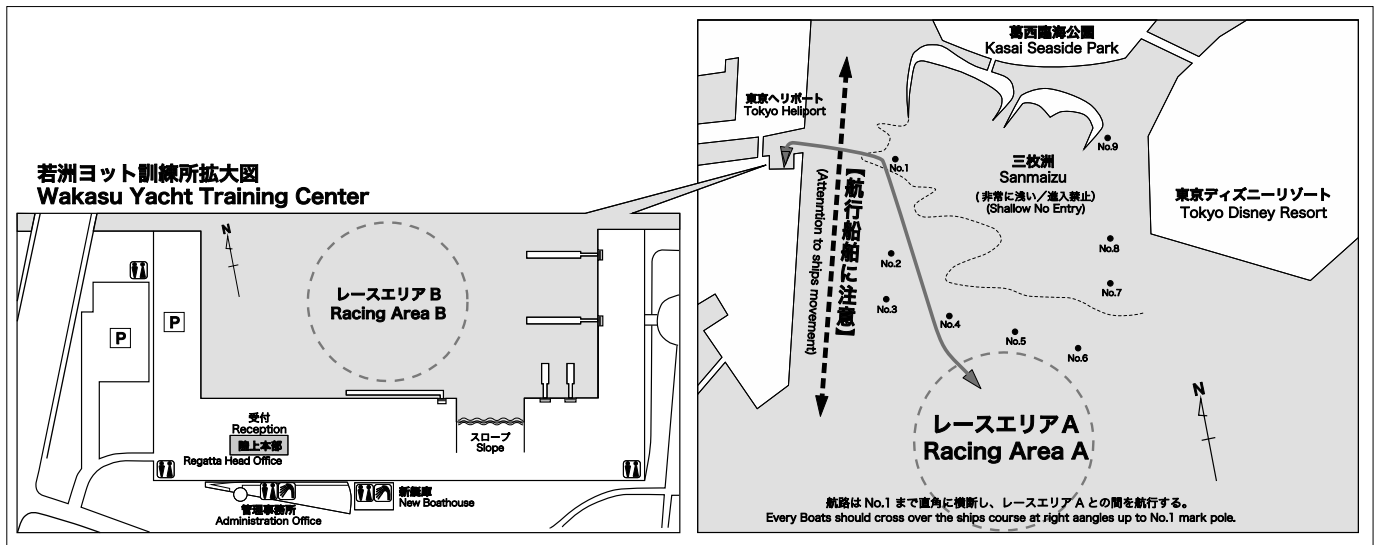 若洲ヨット訓練所拡大図
Wakasu Yacht Training Center
N
P
P
レースエリア B
Racing Area B
受付
Reception
陸上本部
Regatta Head Office
スロープ
Slope
管理事務所
Administration Office
新艇庫
New Boathouse
葛西臨海公園
Kasai Seaside Park
東京ヘリポート
Tokyo Heliport
No.1
No.9
三枚洲
Sanmaizu
(非常に浅い／進入禁止)
(Shallow No Entry)
東京ディズニーリゾート
Tokyo Disney Resort
【航行船舶に注意】
(Attenntion to ships movement)
No.2
No.8
No.3
No.7
No.4
No.5
No.6
N
レースエリア A
Racing Area A
航路は No.1 まで直角に横断し、レースエリア A との間を航行する。
Every Boats should cross over the ships course at right aangles up to No.1 mark pole.